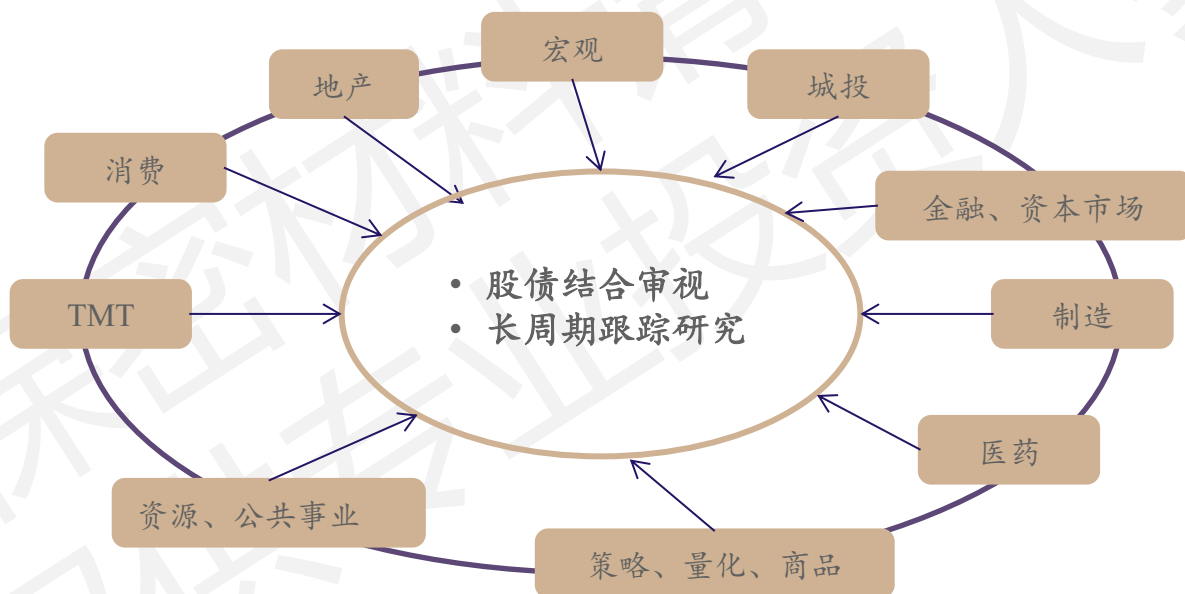 宏观
地产
城投
消费
金融、资本市场
• 股债结合审视
• 长周期跟踪研究
TMT
制造
医药
资源、公共事业
策略、量化、商品